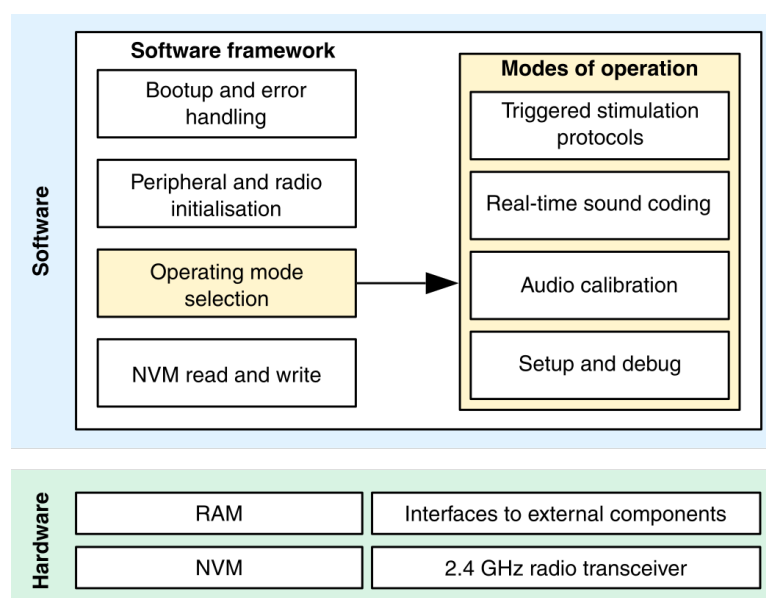 Software framework
Bootup and error
handling
Peripheral and radio
initialisation
Operating mode
selection
NVM read and write
Modes of operation
Triggered stimulation
protocols
Real-time sound coding
Audio calibration
Setup and debug
Software
Hardware
RAM
Interfaces to external components
NVM
2.4 GHz radio transceiver